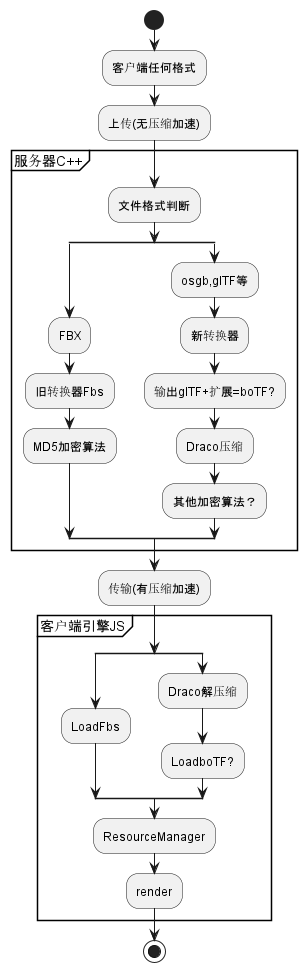 客户端任何格式
上传(无压缩加速)
服务器C++
文件格式判断
FBX
旧转换器Fbs
MD5加密算法
osgb,glTF等
新转换器
输出glTF+扩展=boTF?
Draco压缩
其他加密算法？
传输(有压缩加速)
客户端引擎JS
LoadFbs
Draco解压缩
LoadboTF?
ResourceManager
render